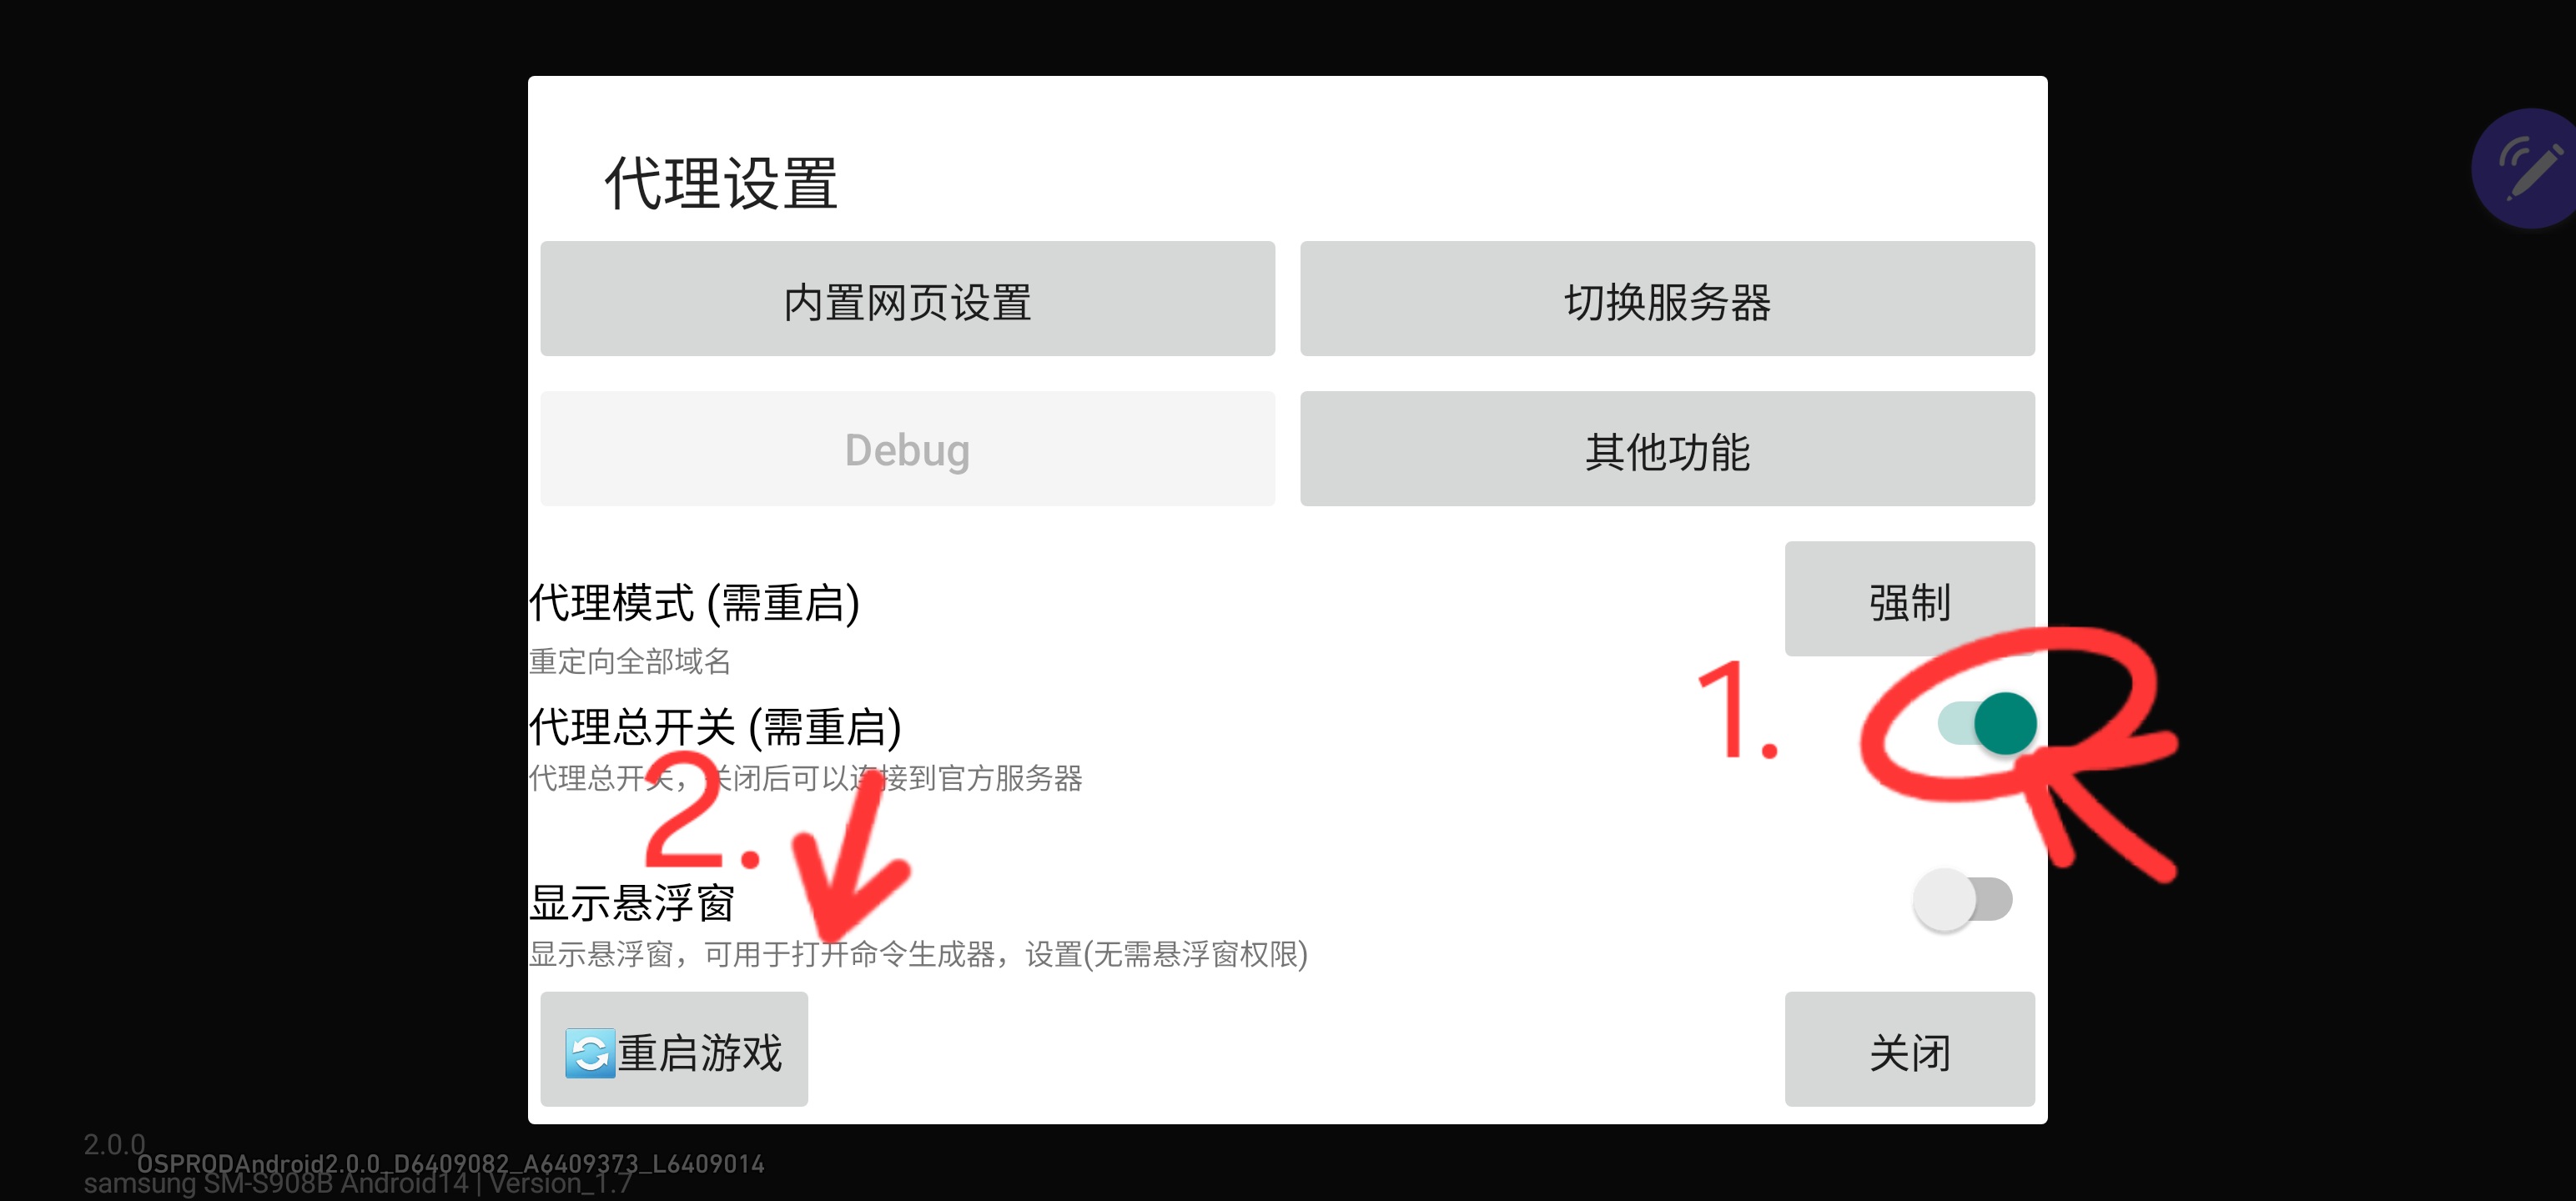 代理设置
内置网页设置
切换服务器
Debug
其他功能
代理模式 (需重启)
强制
重定向全部域名
1.
代理总开关 (需重启)
代理总开关，关闭后可以连接到官方服务器
2.
显示悬浮窗
显示悬浮窗，可用于打开命令生成器，设置(无需悬浮窗权限)
重启游戏
关闭
2.0.0
OSPRODAndroid2.0.0_D6409082_A6409373_L6409014
samsung SM-S908B Android14 | Version_1.7